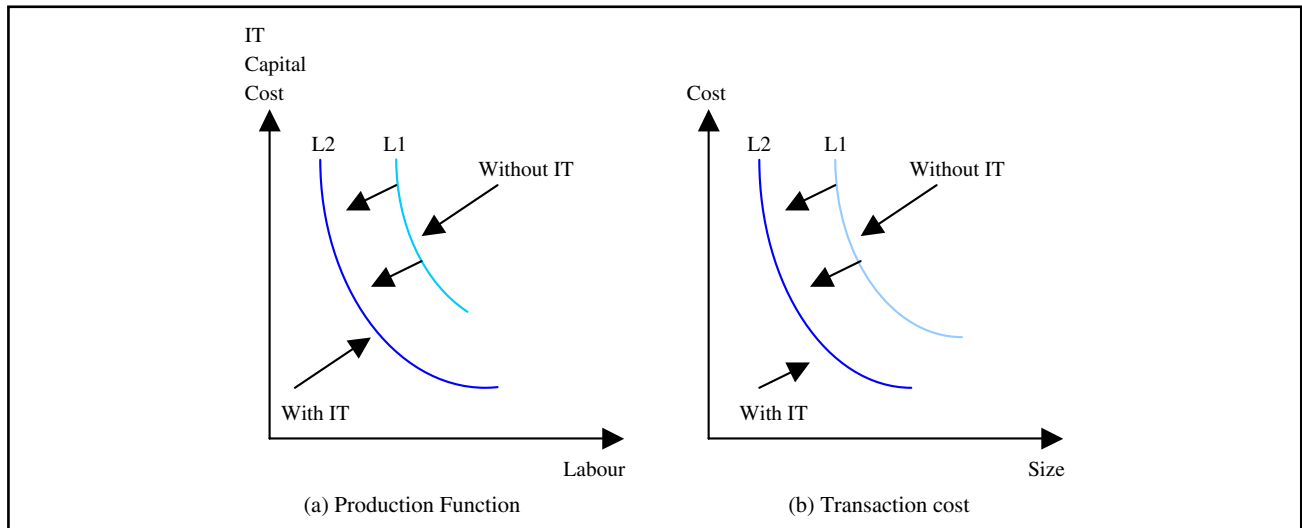 IT
Capital
Cost
L2
L1
Without IT
With IT
Labour
(a) Production Function
Cost
L2
L1
Without IT
With IT
Size
(b) Transaction cost